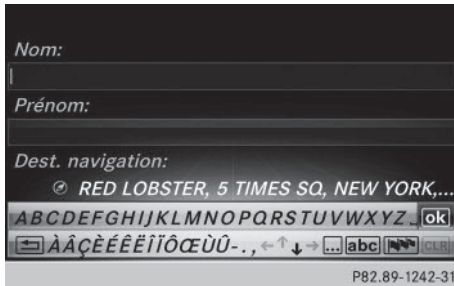 Nom:
Prénom:
Dest. navigation:
RED LOBSTER, 5 TIMES SQ, NEW YORK,...
ABCDEFGHIJKLMNOPQRSTUVWXYZ_ ok
ÀÂÇÈÉÊËÎÏÔŒÙÛ-.,←↑↓→... abc CLR
P82.89-1242-31